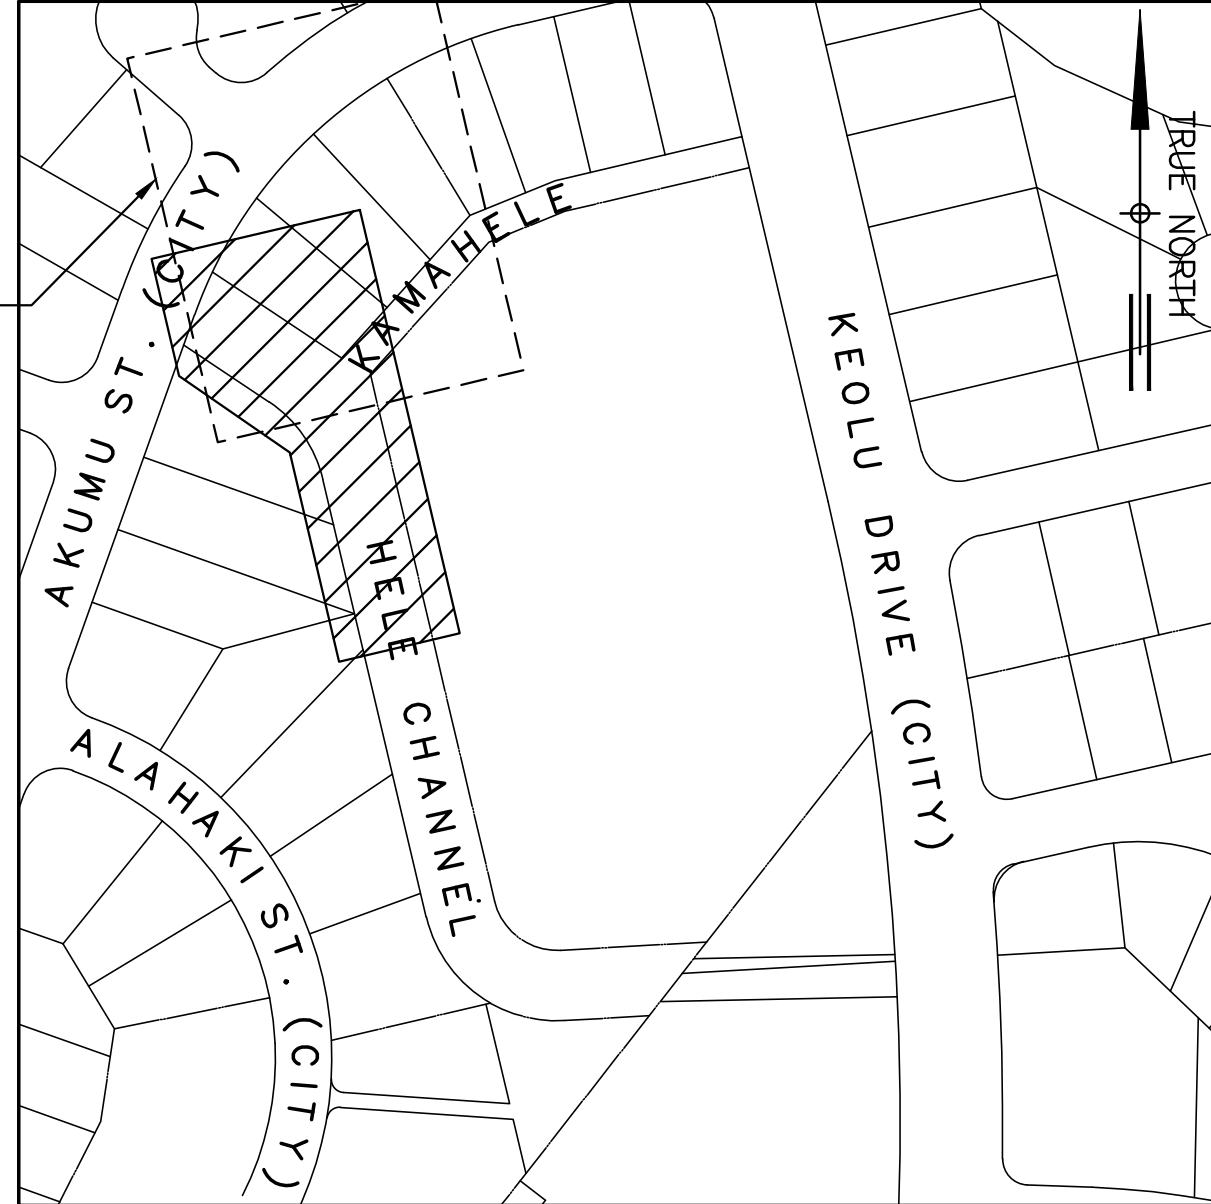 TRUE NORTH
KAMAHELE
AKUMU ST. (CITY)
KEOLU DRIVE (CITY)
HELE CHANNEL
ALAHAKI ST. (CITY)